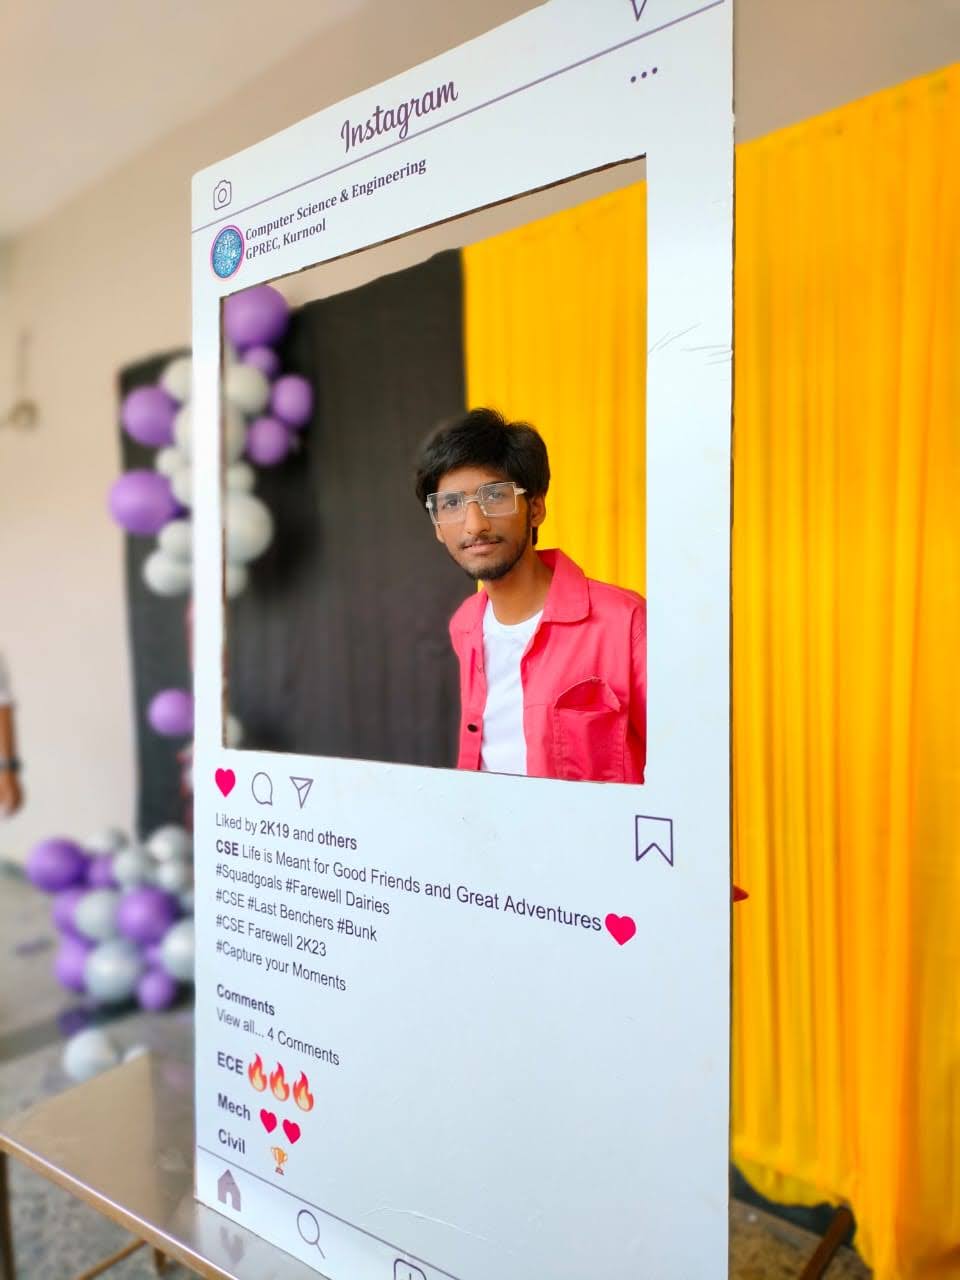 Instagram
Computer Science & Engineering
GPREC, Kurnool
Liked by 2K19 and others
CSE Life is Meant for Good Friends and Great Adventures
#Squadgoals #Farewell Dairies
#CSE #Last Benchers #Bunk
#CSE Farewell 2K23
#Capture your Moments
Comments
View all... 4 Comments
ECE
Mech
Civil